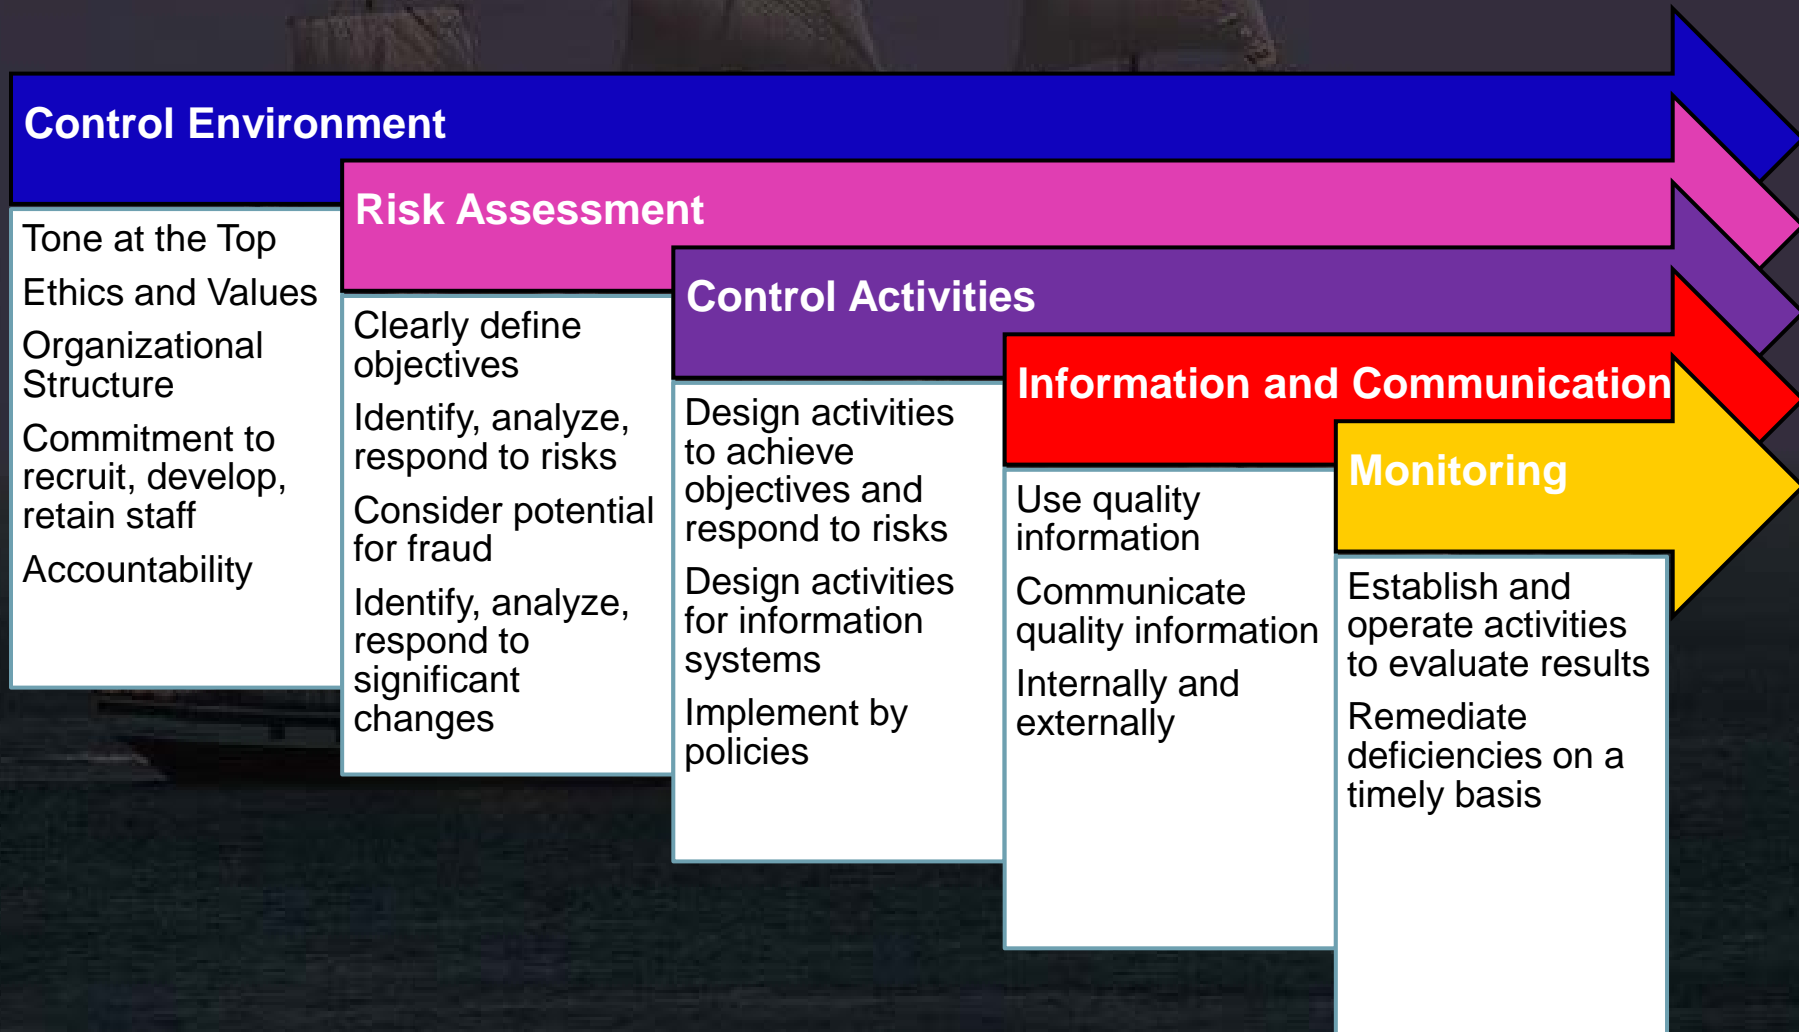 Control Environment
Tone at the Top
Ethics and Values
Organizational
Structure
Commitment to
recruit, develop,
retain staff
Accountability
Risk Assessment
Clearly define
objectives
Identify, analyze,
respond to risks
Consider potential
for fraud
Identify, analyze,
respond to
significant
changes
Control Activities
Design activities
to achieve
objectives and
respond to risks
Design activities
for information
systems
Implement by
policies
Information and Communication
Use quality
information
Communicate
quality information
Internally and
externally
Monitoring
Establish and
operate activities
to evaluate results
Remediate
deficiencies on a
timely basis